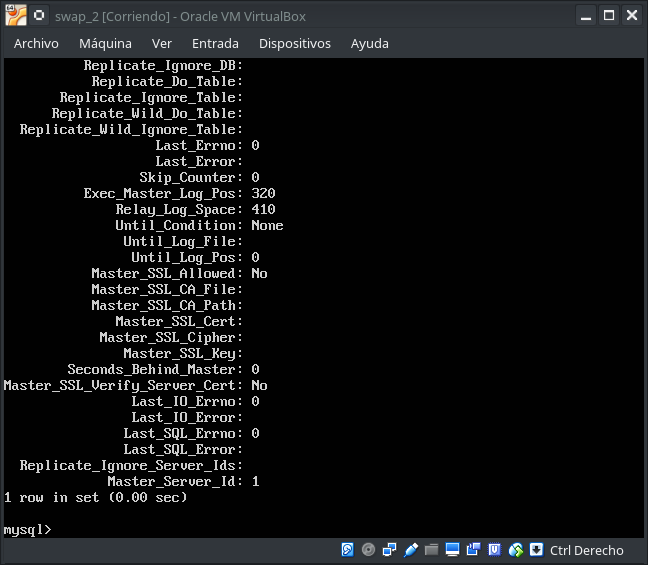 swap_2 [Corriendo] - Oracle VM VirtualBox
Archivo Máquina Ver Entrada Dispositivos Ayuda
Replicate_Ignore_DB:
Replicate_Do_Table:
Replicate_Ignore_Table:
Replicate_Wild_Do_Table:
Replicate_Wild_Ignore_Table:
Last_Errno: 0
Last_Error:
Skip_Counter: 0
Exec_Master_Log_Pos: 320
Relay_Log_Space: 410
Until_Condition: None
Until_Log_File:
Until_Log_Pos: 0
Master_SSL_Allowed: No
Master_SSL_CA_File:
Master_SSL_CA_Path:
Master_SSL_Cert:
Master_SSL_Cipher:
Master_SSL_Key:
Seconds_Behind_Master: 0
Master_SSL_Verify_Server_Cert: No
Last_IO_Errno: 0
Last_IO_Error:
Last_SQL_Errno: 0
Last_SQL_Error:
Replicate_Ignore_Server_Ids:
Master_Server_Id: 1
1 row in set (0.00 sec)
mysql>
Ctrl Derecho